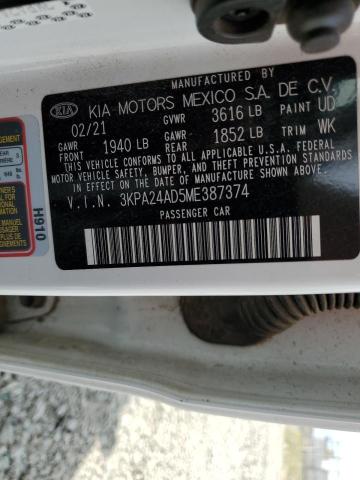 MANUFACTURED BY
KIA KIA MOTORS MEXICO S.A. DE C.V.
02/21 GVWR 3616 LB PAINT UD
GAWR FRONT 1940 LB GAWR REAR 1852 LB TRIM WK
THIS VEHICLE CONFORMS TO ALL APPLICABLE U.S.A. FEDERAL
MOTOR VEHICLE SAFETY, BUMPER, AND THEFT PREVENTION STANDARDS
IN EFFECT ON THE DATE OF MANUFACTURE SHOWN ABOVE.
V.I.N. 3KPA24AD5ME387374
PASSENGER CAR
H910